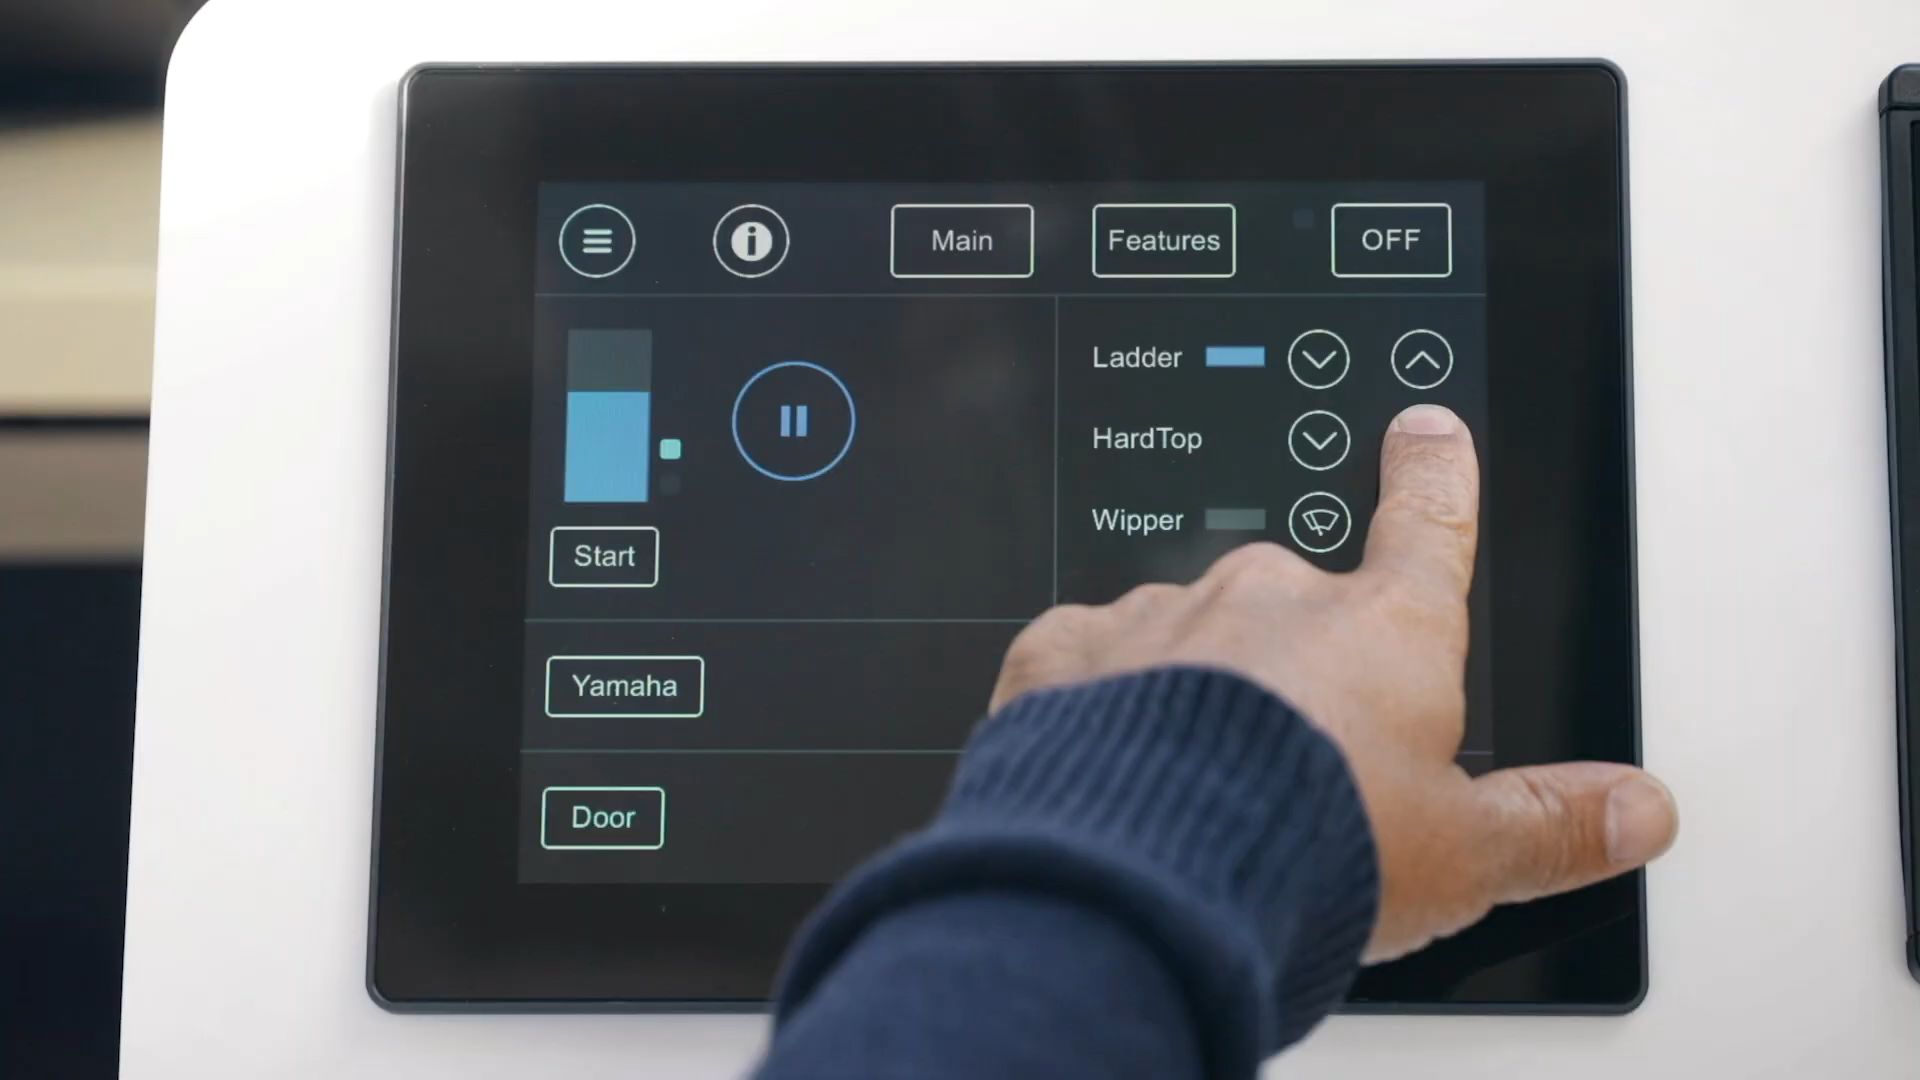 Main
Features
OFF
Ladder
HardTop
Wipper
Start
Yamaha
Door